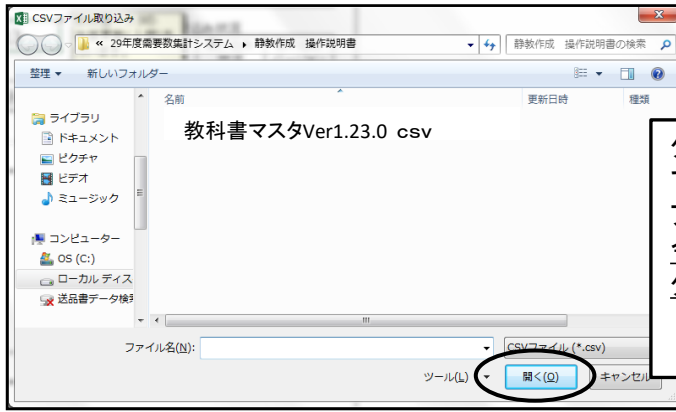 CSVファイル取り込み
« 29年度需要数集計システム ▸ 静教作成 操作説明書
静教作成 操作説明書の検索
整理 ▼ 新しいフォルダー
名前 更新日時 種類
教科書マスタVer1.23.0 csv
ライブラリ
ドキュメント
ピクチャ
ビデオ
ミュージック
コンピューター
OS (C:)
ローカル ディス
送品書データ検
ファイル名(N):
CSVファイル (*.csv)
ツール(L) ▼ 開く(O) キャンセル